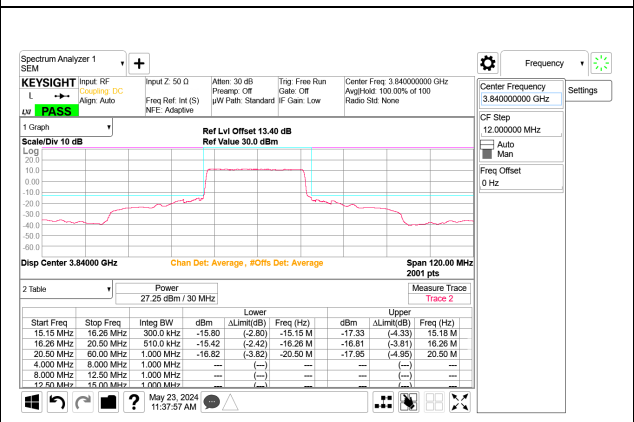 Spectrum Analyzer 1
SEM
Frequency
KEYSIGHT
L
LXI PASS
Input: RF
Coupling: DC
Align: Auto
Input Z: 50 Ω
Freq Ref: Int (S)
NFE: Adaptive
Atten: 30 dB
Preamp: Off
µW Path: Standard
Trig: Free Run
Gate: Off
IF Gain: Low
Center Freq: 3.840000000 GHz
Avg|Hold: 100.00% of 100
Radio Std: None
Center Frequency
3.840000000 GHz
Settings
CF Step
12.000000 MHz
Auto
Man
Freq Offset
0 Hz
1 Graph
Scale/Div 10 dB
Ref Lvl Offset 13.40 dB
Ref Value 30.0 dBm
Log
20.0
10.0
0.00
-10.0
-20.0
-30.0
-40.0
-50.0
-60.0
Disp Center 3.84000 GHz
Chan Det: Average, #Offs Det: Average
Span 120.00 MHz
2001 pts
2 Table
Power
27.25 dBm / 30 MHz
Measure Trace
Trace 2
Lower Upper
Start Freq Stop Freq Integ BW dBm ΔLimit(dB) Freq (Hz) dBm ΔLimit(dB) Freq (Hz)
15.15 MHz 16.26 MHz 300.0 kHz -15.80 (-2.80) -15.15 M -17.33 (-4.33) 15.18 M
16.26 MHz 20.50 MHz 510.0 kHz -15.42 (-2.42) -16.26 M -16.81 (-3.81) 16.26 M
20.50 MHz 60.00 MHz 1.000 MHz -16.82 (-3.82) -20.50 M -17.95 (-4.95) 20.50 M
4.000 MHz 8.000 MHz 1.000 MHz --- (---) --- (---)
8.000 MHz 12.50 MHz 1.000 MHz --- (---) --- (---)
12.50 MHz 15.00 MHz 1.000 MHz --- (---) --- (---)
?
May 23, 2024
11:37:57 AM